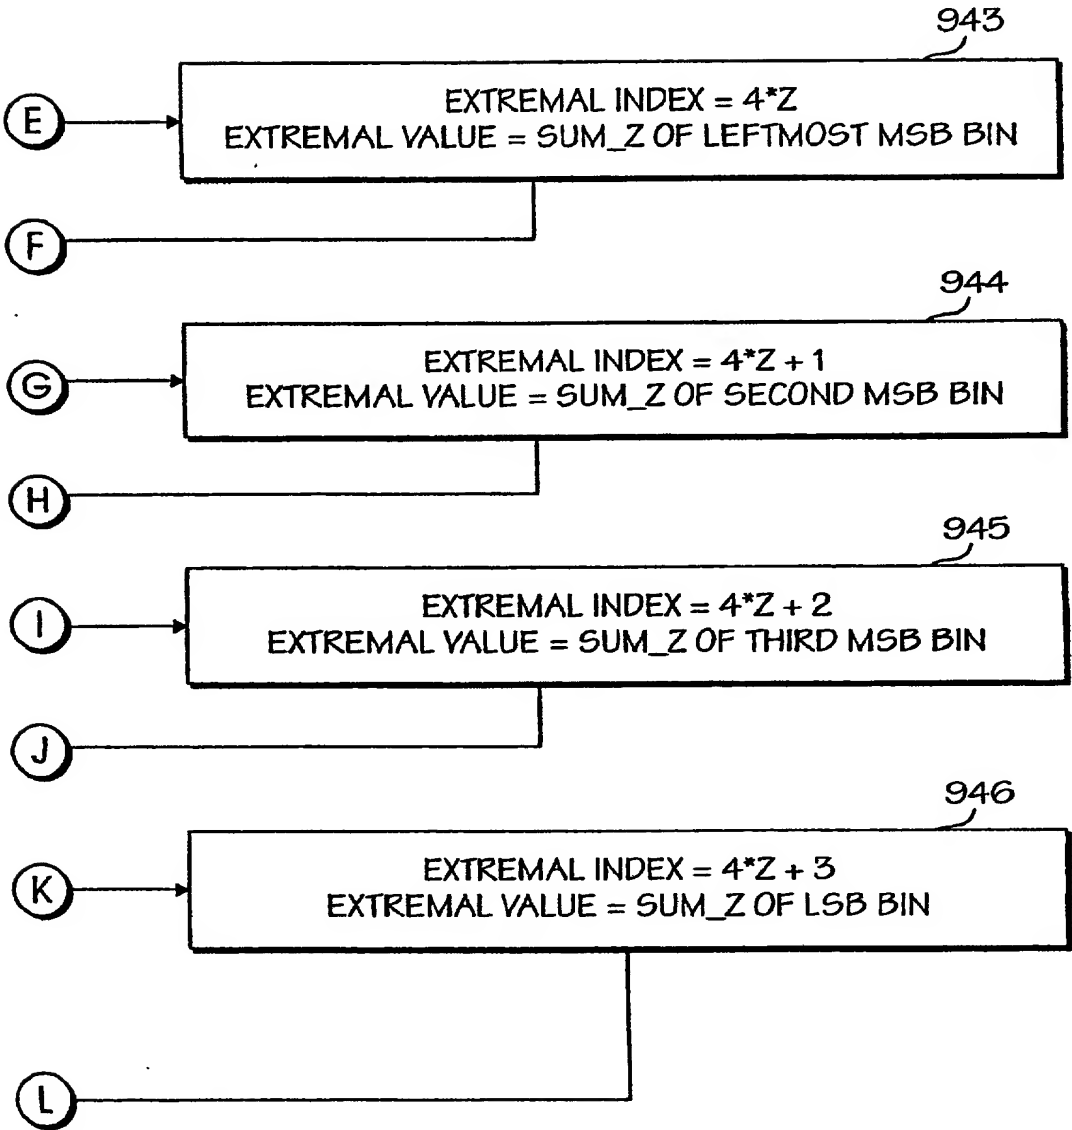 943
E
EXTREMAL INDEX = 4*Z
EXTREMAL VALUE = SUM_Z OF LEFTMOST MSB BIN
F
944
G
EXTREMAL INDEX = 4*Z + 1
EXTREMAL VALUE = SUM_Z OF SECOND MSB BIN
H
945
I
EXTREMAL INDEX = 4*Z + 2
EXTREMAL VALUE = SUM_Z OF THIRD MSB BIN
J
946
K
EXTREMAL INDEX = 4*Z + 3
EXTREMAL VALUE = SUM_Z OF LSB BIN
L